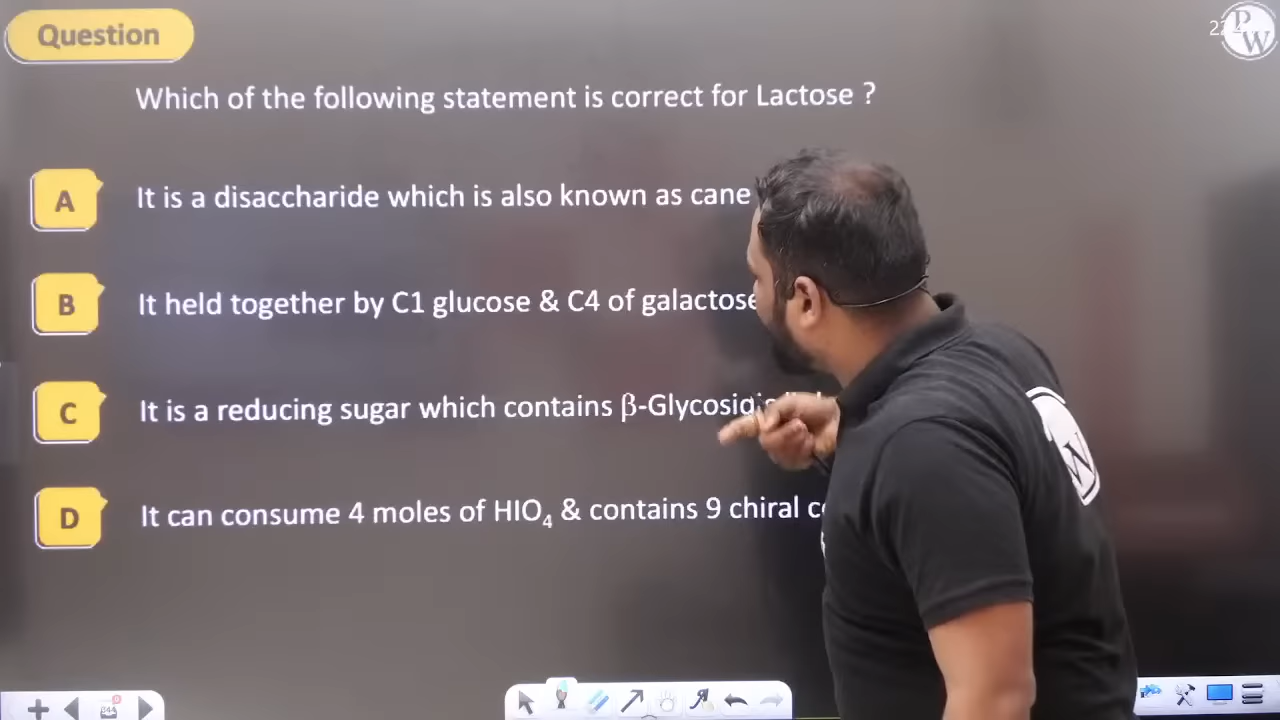 Question
PW
Which of the following statement is correct for Lactose ?
A
It is a disaccharide which is also known as cane
B
It held together by C1 glucose & C4 of galactose
C
It is a reducing sugar which contains β-Glycosidic
D
It can consume 4 moles of HIO₄ & contains 9 chiral
W